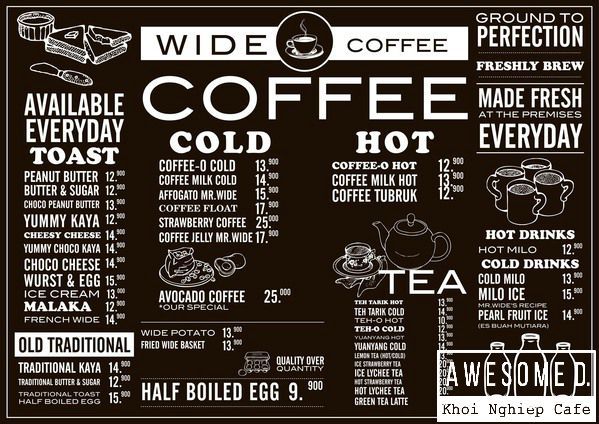 WIDE COFFEE
COFFEE
GROUND TO
PERFECTION
FRESHLY BREW
MADE FRESH
AT THE PREMISES
EVERYDAY
AVAILABLE
EVERYDAY
TOAST
PEANUT BUTTER 12.900
BUTTER & SUGAR 12.900
CHOCO PEANUT BUTTER 13.900
YUMMY KAYA 12.900
CHEESY CHEESE 14.900
YUMMY CHOCO KAYA 14.900
CHOCO CHEESE 14.900
WURST & EGG 15.900
ICE CREAM 13.900
MALAKA 12.900
FRENCH WIDE 14.900
OLD TRADITIONAL
TRADITIONAL KAYA 14.900
TRADITIONAL BUTTER & SUGAR 12.900
TRADITIONAL TOAST
HALF BOILED EGG 15.900
COLD
COFFEE-O COLD 13.900
COFFEE MILK COLD 14.900
AFFOGATO MR.WIDE 15.900
COFFEE FLOAT 17.900
STRAWBERRY COFFEE 25.000
COFFEE JELLY MR.WIDE 17.900
AVOCADO COFFEE 25.000
*OUR SPECIAL
WIDE POTATO 13.900
FRIED WIDE BASKET 13.900
QUALITY OVER
QUANTITY
HALF BOILED EGG 9.900
HOT
COFFEE-O HOT 12.900
COFFEE MILK HOT 13.900
COFFEE TUBRUK 12.900
TEA
TEH TARIK HOT
TEH TARIK COLD
TEH-O HOT
TEH-O COLD
YUANYANG HOT
YUANYANG COLD
LEMON TEA (HOT/COLD)
ICE STRAWBERRY TEA
ICE LYCHEE TEA
HOT STRAWBERRY TEA
HOT LYCHEE TEA
GREEN TEA LATTE
HOT DRINKS
HOT MILO 12.900
COLD DRINKS
COLD MILO 13.900
MILO ICE 15.900
MR.WIDE'S RECIPE
PEARL FRUIT ICE 14.900
(ES BUAH MUTIARA)
AWESOME D.
Khoi Nghiep Cafe